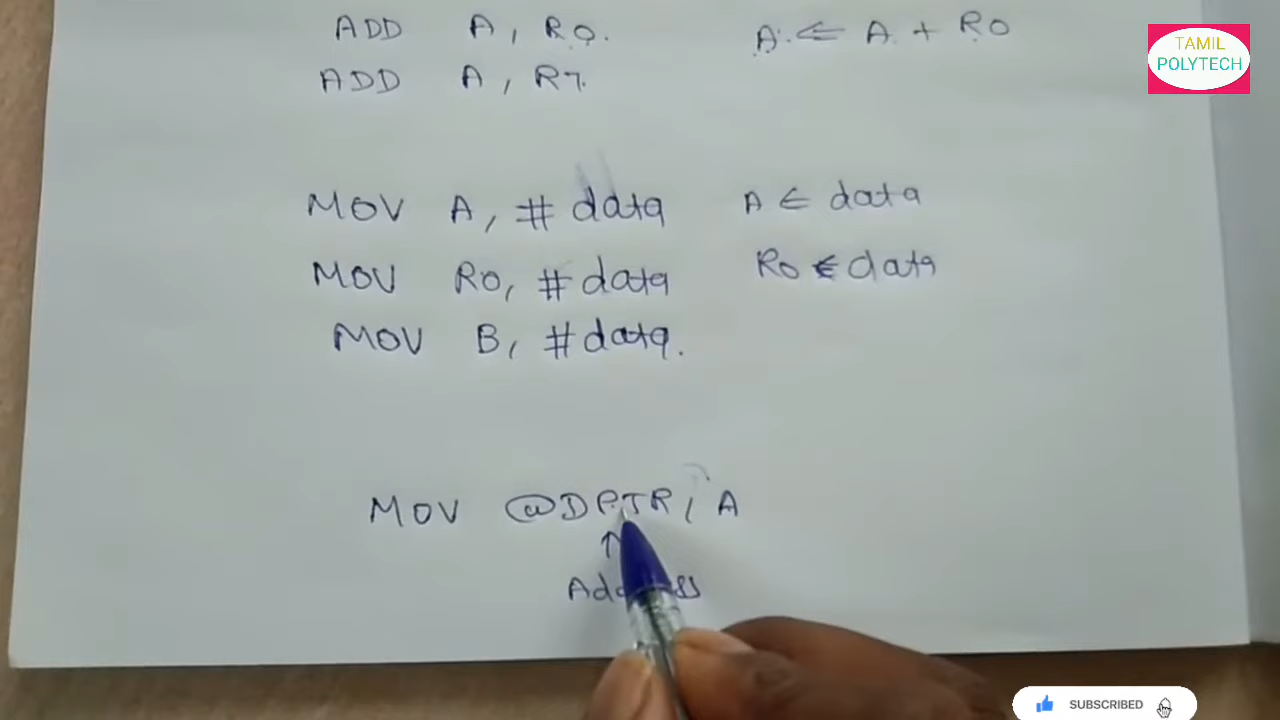 ADD A, R0.
A. ⇐ A. + R0
ADD A, R7.
MOV A, # data
A ⇐ data
MOV R0, # data
R0 ⇐ data
MOV B, # data.
MOV @DPTR, A
↑
TAMIL
POLYTECH
SUBSCRIBED